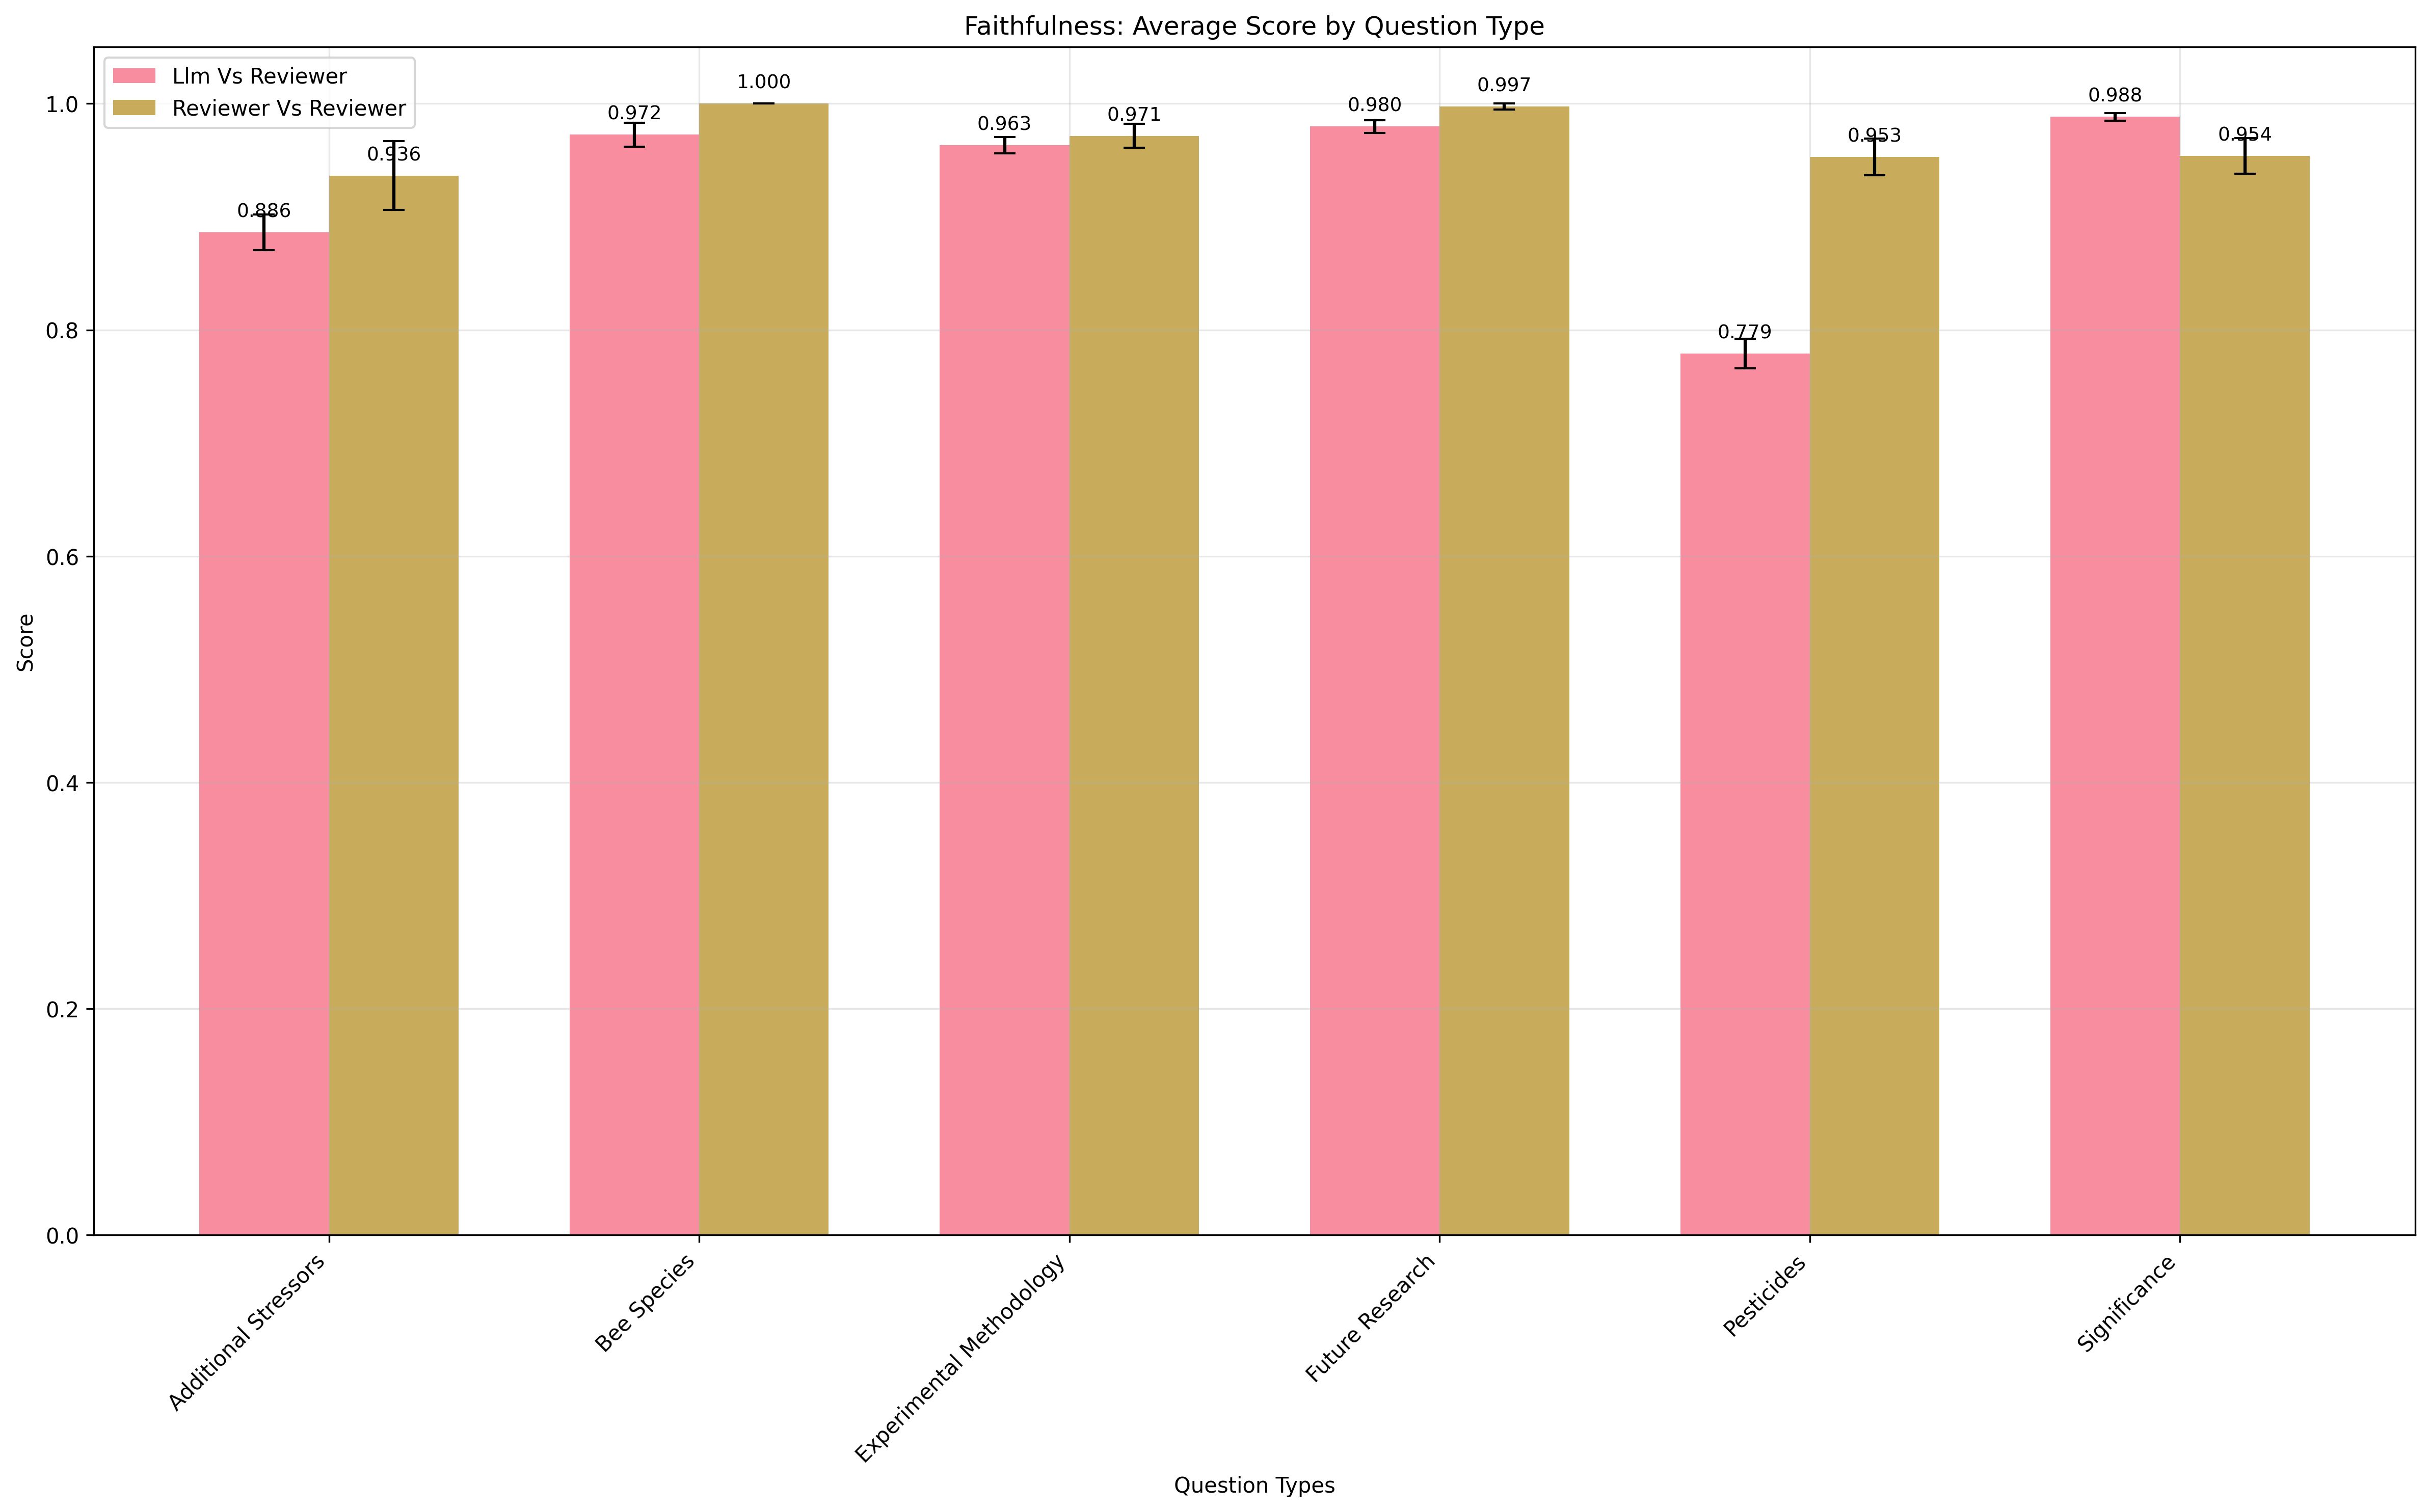 Faithfulness: Average Score by Question Type
Llm Vs Reviewer
Reviewer Vs Reviewer
0.886
0.936
0.972
1.000
0.963
0.971
0.980
0.997
0.779
0.953
0.988
0.954
Score
1.0
0.8
0.6
0.4
0.2
0.0
Additional Stressors
Bee Species
Experimental Methodology
Future Research
Pesticides
Significance
Question Types